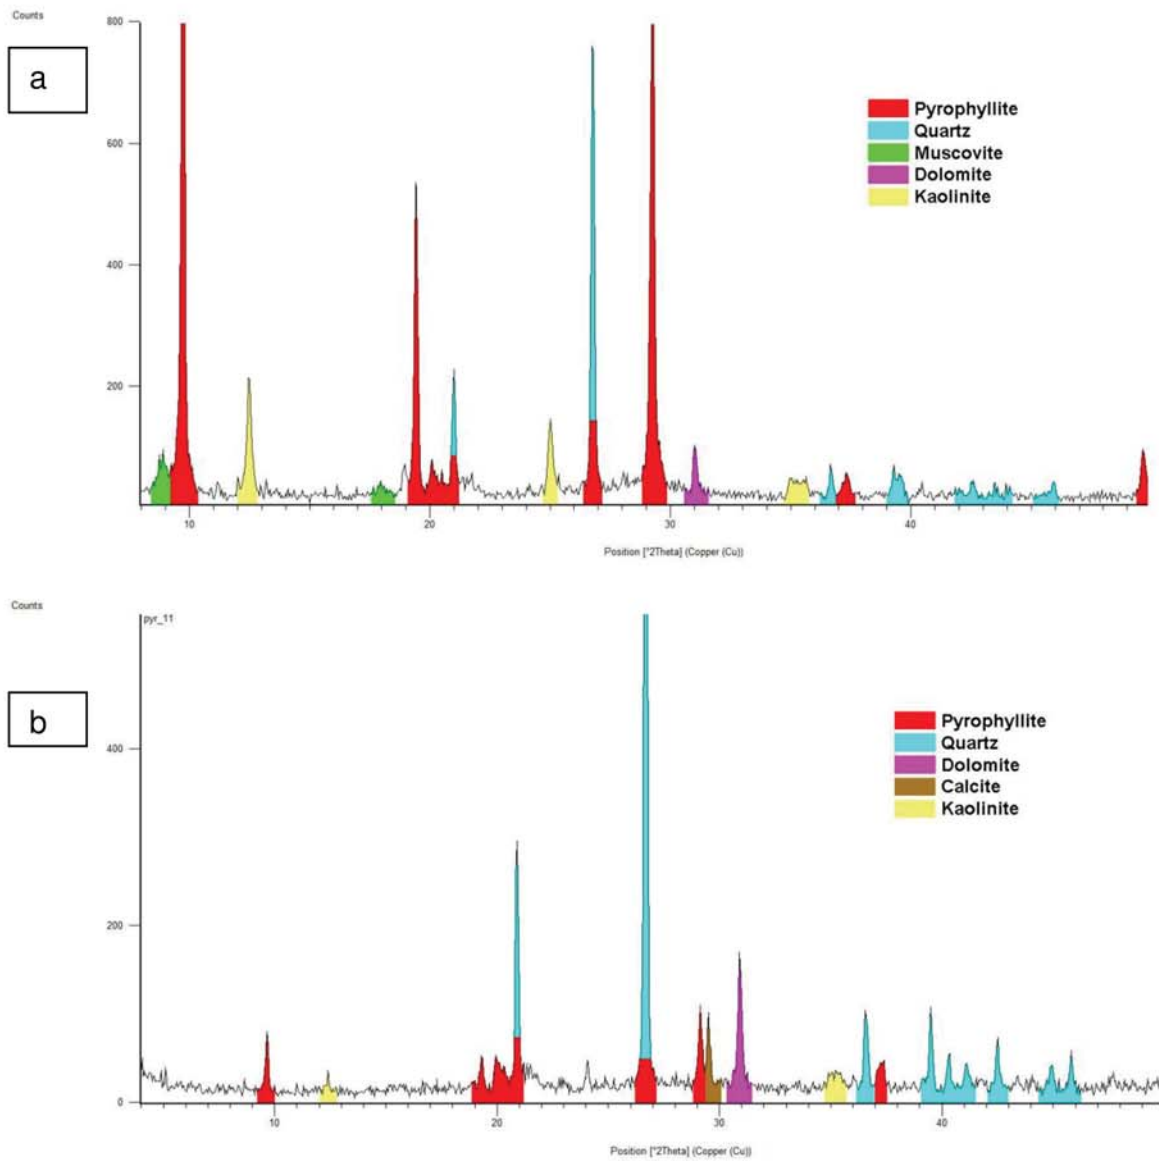 Counts
a
800
600
400
200
Pyrophyllite
Quartz
Muscovite
Dolomite
Kaolinite
10 20 30 40
Position [°2Theta] (Copper (Cu))
Counts
b
pyr_11
400
200
0
Pyrophyllite
Quartz
Dolomite
Calcite
Kaolinite
10 20 30 40
Position [°2Theta] (Copper (Cu))